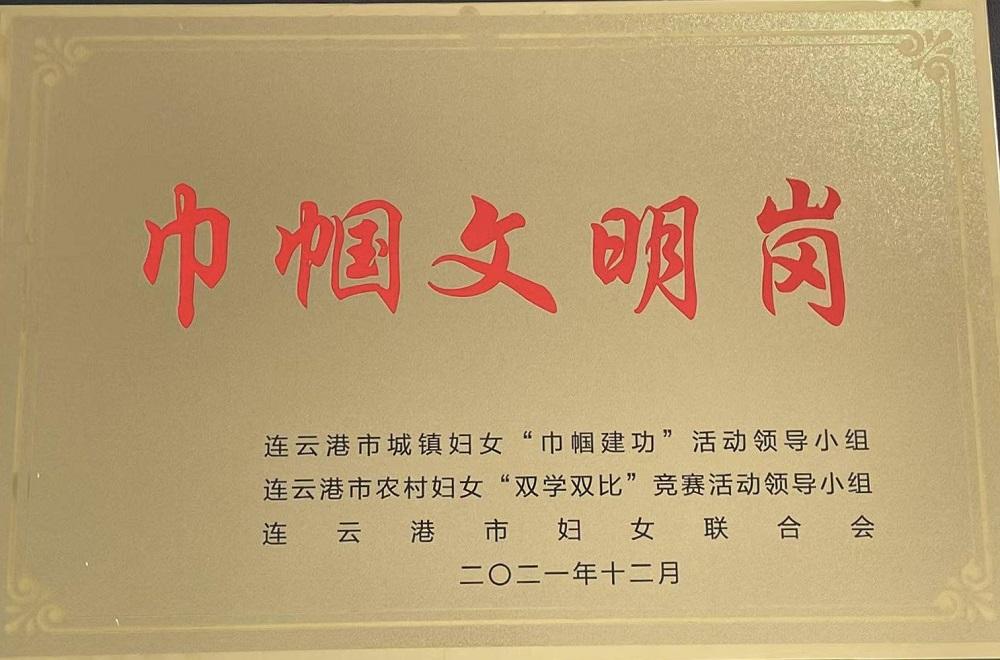 巾帼文明岗
连云港市城镇妇女“巾帼建功”活动领导小组
连云港市农村妇女“双学双比”竞赛活动领导小组
连云港市妇女联合会
二〇二一年十二月